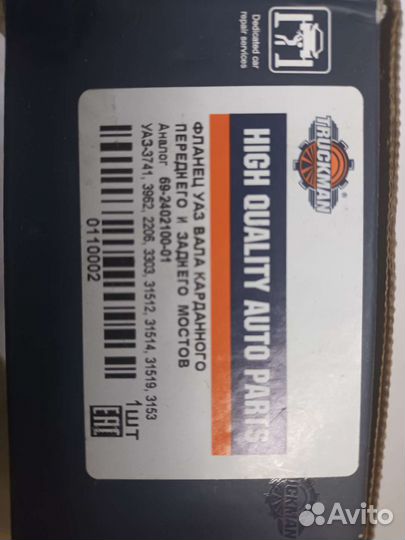 Dedicated car
repair services
TRUCKMAN
®
HIGH QUALITY AUTO PARTS
ФЛАНЕЦ УАЗ ВАЛА КАРДАННОГО
ПЕРЕДНЕГО И ЗАДНЕГО МОСТОВ
Аналог 69-2402100-01
УАЗ-3741, 3962, 2206, 3303, 31512, 31514, 31519, 3153
0110002
1ШТ
EAC
TRUCKMAN
Avito